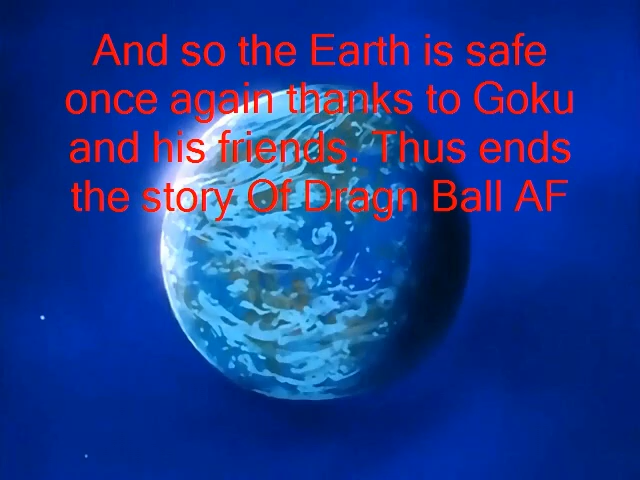 And so the Earth is safe
once again thanks to Goku
and his friends. Thus ends
the story Of Dragn Ball AF